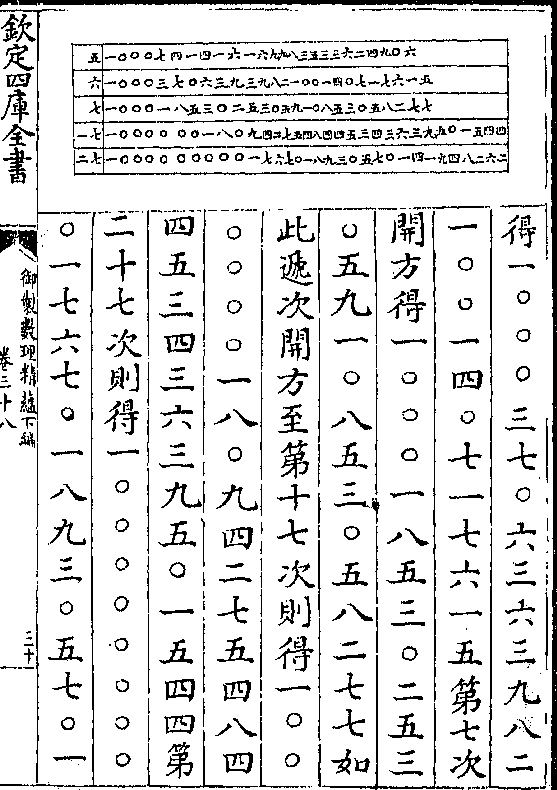 欽定四庫全書
五一〇〇〇七四一四一六一六九九八三五三三六二四九〇六
六一〇〇〇三七〇六三九三九八二一〇〇一四〇七一七六一五
七一〇〇〇一八五三〇二五三〇五九一〇八五三〇五八二七七
一七一〇〇〇〇〇〇一八〇九四二七五四八四四五三四三六三九五〇一五四四
二七一〇〇〇〇〇〇〇〇〇一七六七〇一八九三〇五七〇一四一九四八二六二
得一〇〇〇三七〇六三六三九八二
一〇〇一四〇七一七六一五第七次
開方得一〇〇〇一八五三〇二五三
〇五九一〇八五三〇五八二七七如
此遞次開方至第十七次則得一〇〇
〇〇〇〇一八〇九四二七五四八四
四五三四三六三九五〇一五四四第
二十七次則得一〇〇〇〇〇〇〇〇
〇一七六七〇一八九三〇五七〇一
御製數理精蘊下編
卷三十八
三十